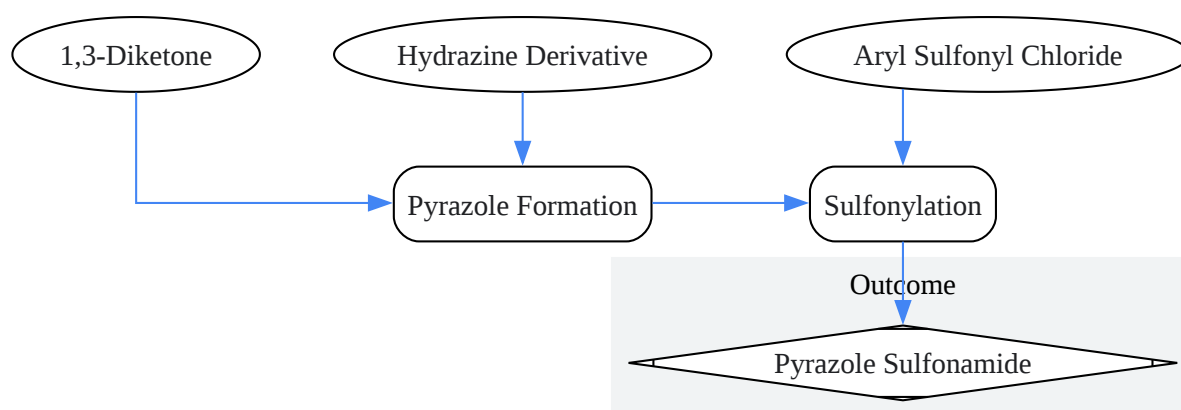 1,3-Diketone
Hydrazine Derivative
Aryl Sulfonyl Chloride
Pyrazole Formation
Sulfonylation
Outcome
Pyrazole Sulfonamide